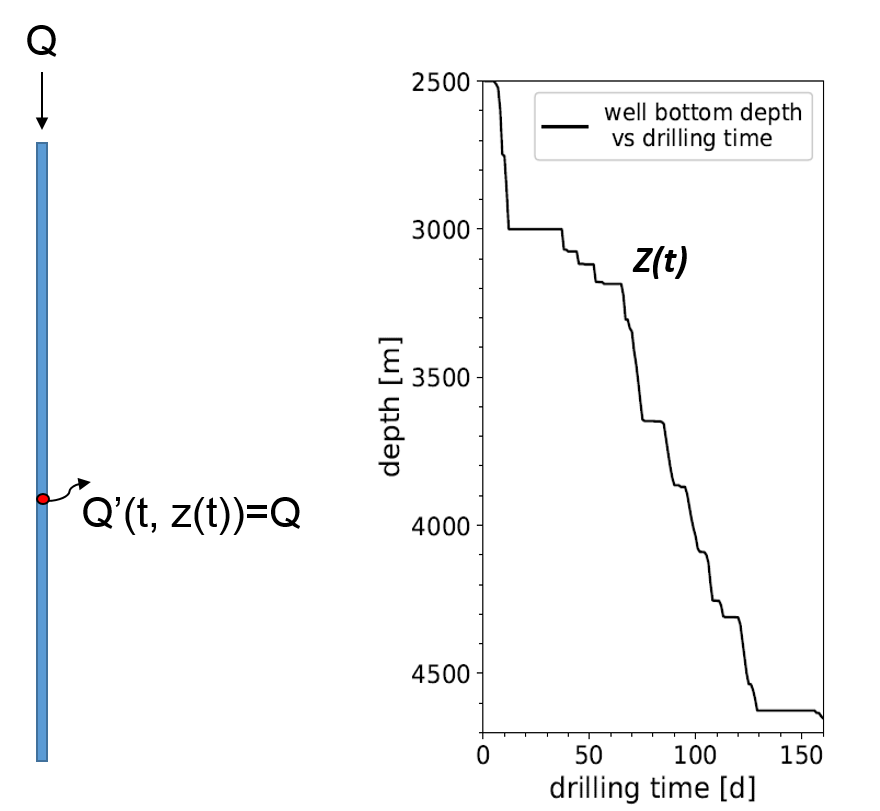 Q
Q’(t, z(t))=Q
2500
3000
3500
4000
4500
depth [m]
well bottom depth
vs drilling time
Z(t)
0
50
100
150
drilling time [d]